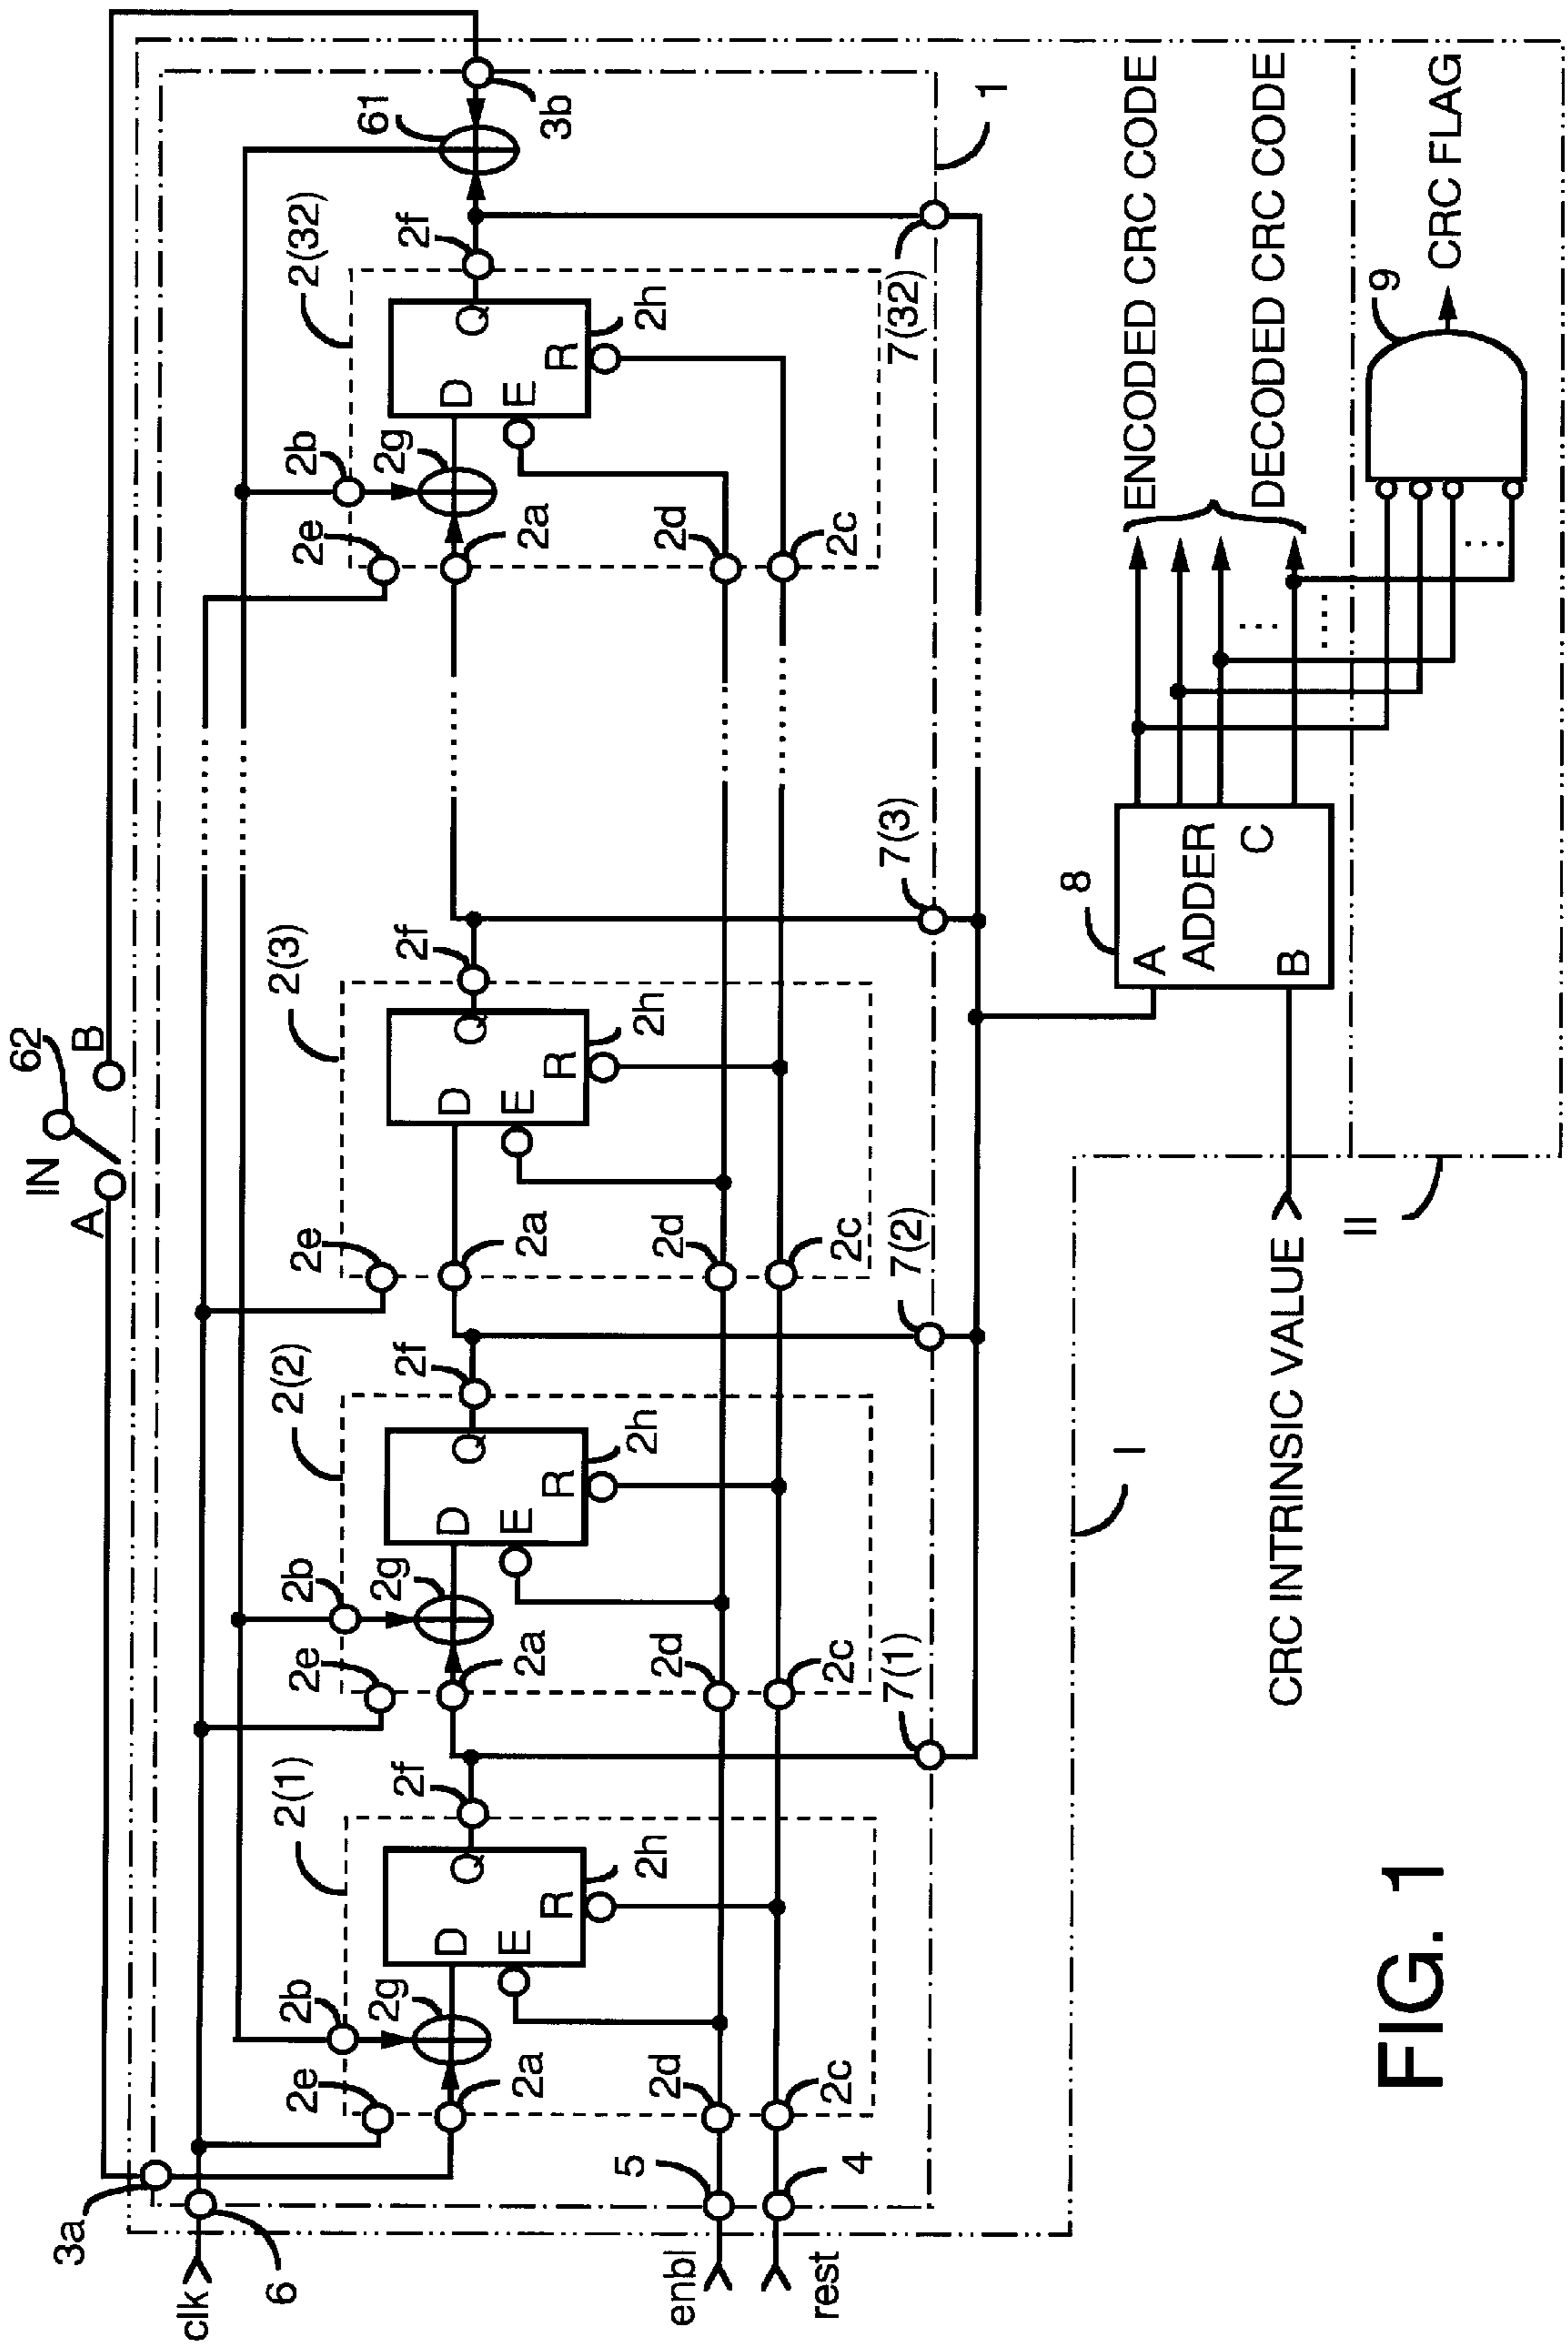 IN
62
A
B
3a
clk
6
2(1)
2(2)
2(3)
2(32)
61
3b
2e
2b
2g
2a
D
E
Q
R
2h
2f
2d
2c
2e
2b
2g
2a
D
E
Q
R
2h
2f
2d
2c
2e
2a
D
E
Q
R
2h
2f
2d
2c
2e
2b
2g
2a
D
E
Q
R
2h
2f
2d
2c
enbl
5
rest
4
7(1)
7(2)
7(3)
7(32)
1
8
A
ADDER
B
C
CRC INTRINSIC VALUE
ENCODED CRC CODE
DECODED CRC CODE
9
CRC FLAG
I
II
FIG. 1